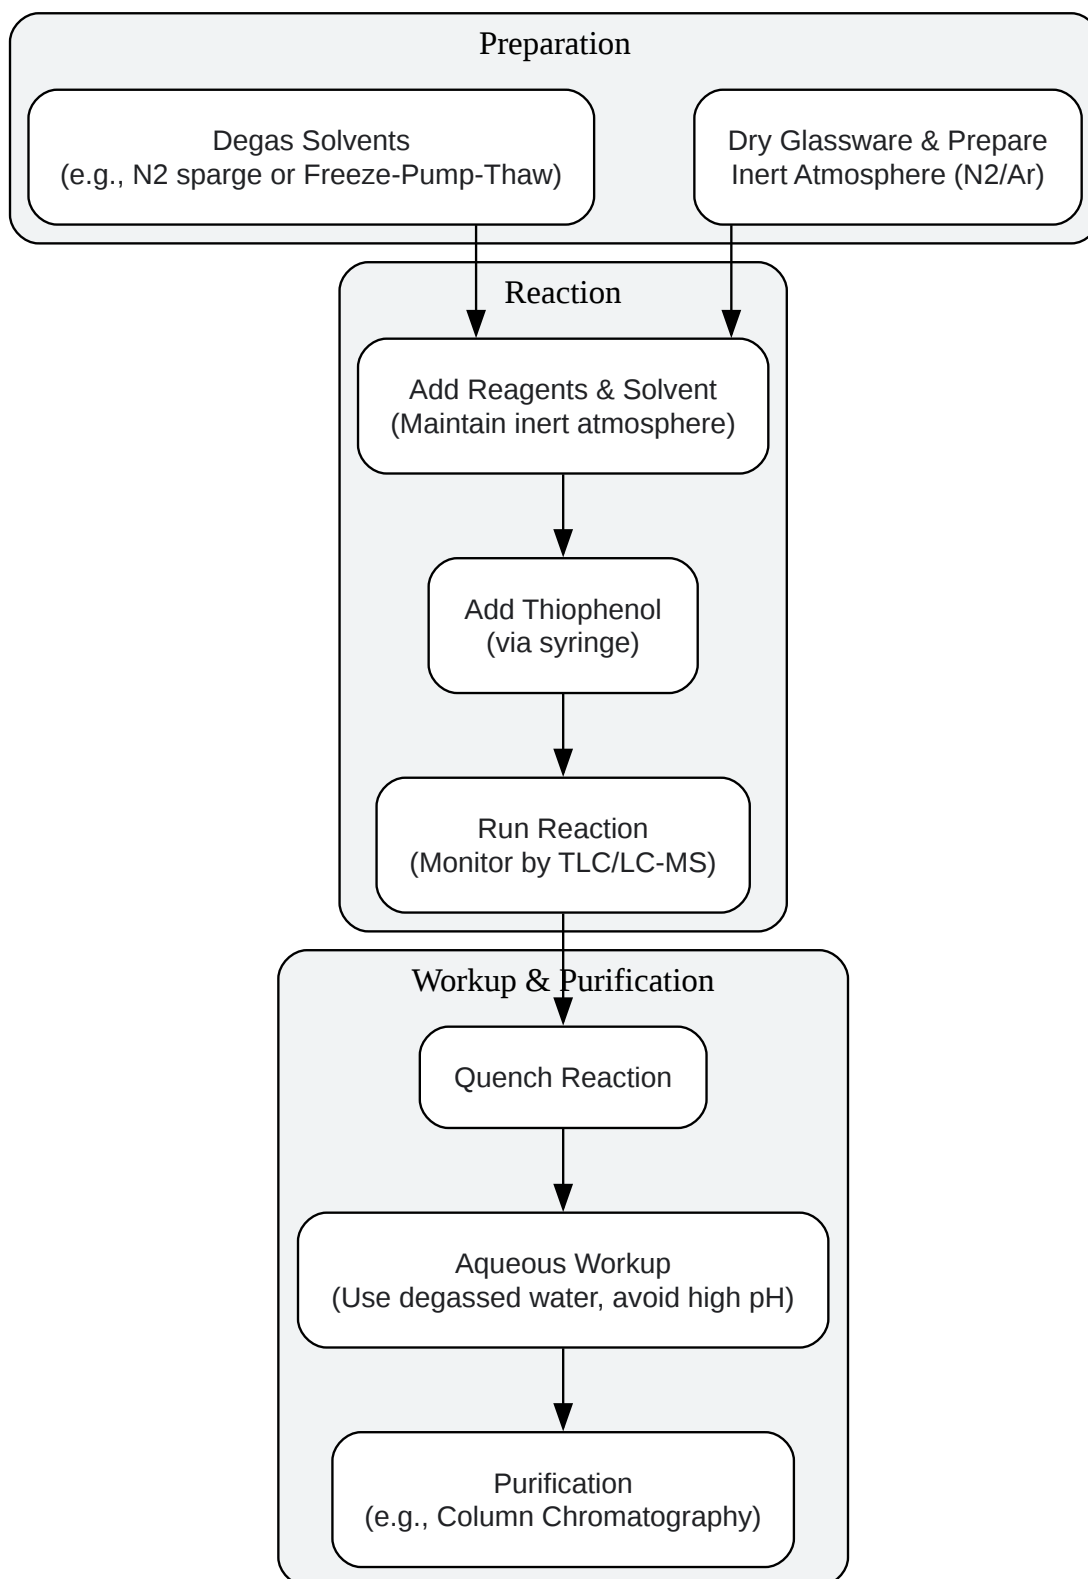 Preparation
Degas Solvents
(e.g., N2 sparge or Freeze-Pump-Thaw)
Dry Glassware & Prepare
Inert Atmosphere (N2/Ar)
Reaction
Add Reagents & Solvent
(Maintain inert atmosphere)
Add Thiophenol
(via syringe)
Run Reaction
(Monitor by TLC/LC-MS)
Workup & Purification
Quench Reaction
Aqueous Workup
(Use degassed water, avoid high pH)
Purification
(e.g., Column Chromatography)